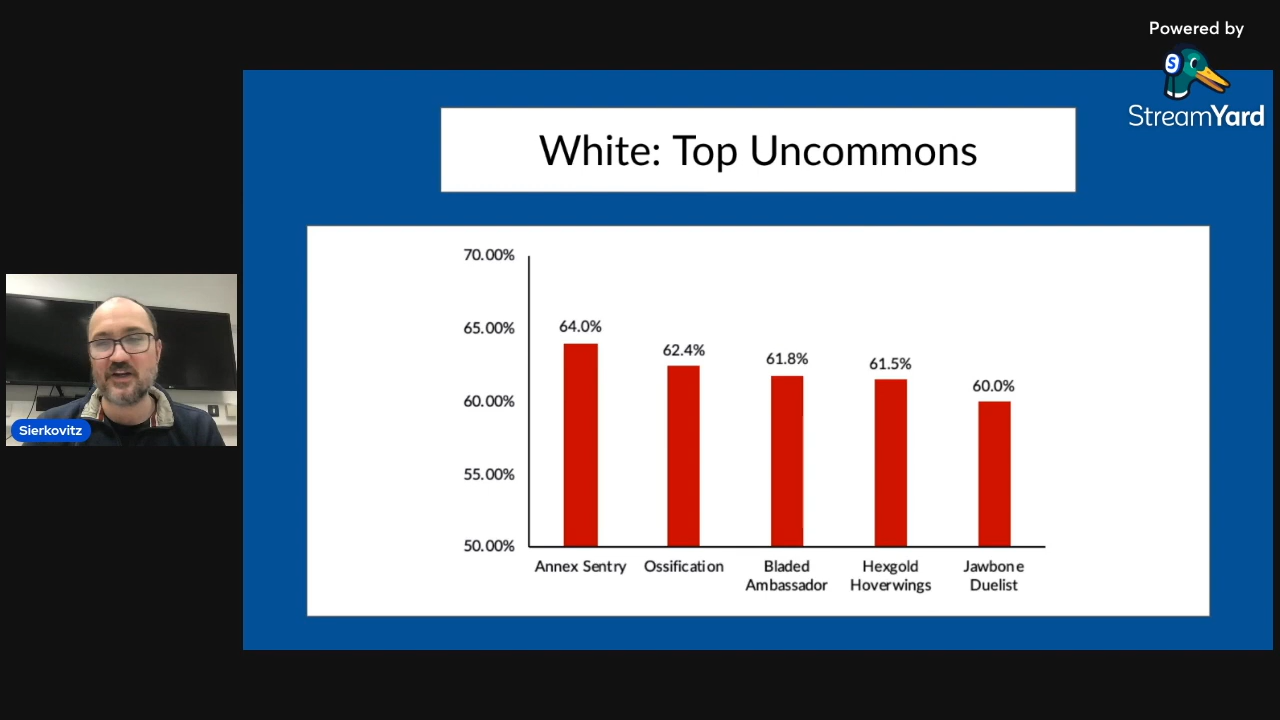 Powered by
StreamYard
White: Top Uncommons
70.00%
65.00%
60.00%
55.00%
50.00%
64.0%
62.4%
61.8%
61.5%
60.0%
Annex Sentry
Ossification
Bladed
Ambassador
Hexgold
Hoverwings
Jawbone
Duelist
Sierkovitz